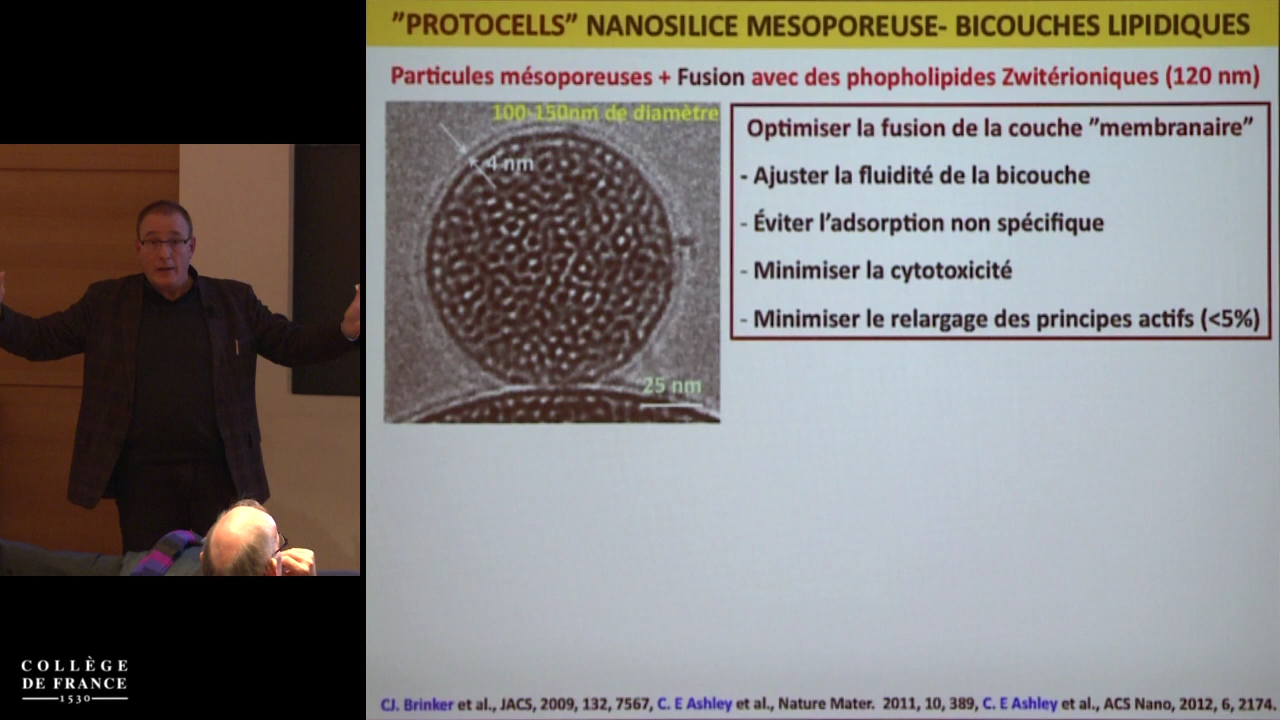 ”PROTOCELLS” NANOSILICE MESOPOREUSE- BICOUCHES LIPIDIQUES
Particules mésoporeuses + Fusion avec des phopholipides Zwitérioniques (120 nm)
100-150nm de diamètre
4 nm
25 nm
Optimiser la fusion de la couche ”membranaire”
- Ajuster la fluidité de la bicouche
- Éviter l’adsorption non spécifique
- Minimiser la cytotoxicité
- Minimiser le relargage des principes actifs (<5%)
CJ. Brinker et al., JACS, 2009, 132, 7567, C. E Ashley et al., Nature Mater. 2011, 10, 389, C. E Ashley et al., ACS Nano, 2012, 6, 2174.
COLLÈGE
DE FRANCE
1530